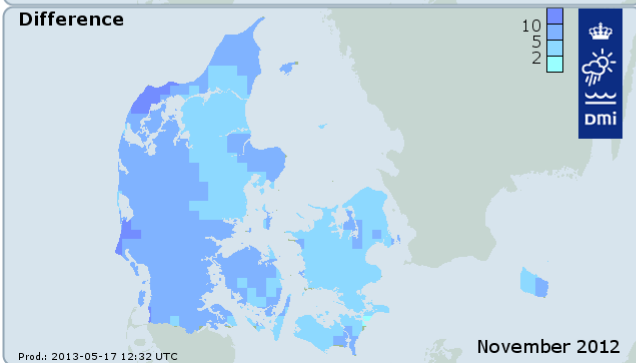 Difference
10
5
2
DMi
Prod.: 2013-05-17 12:32 UTC
November 2012